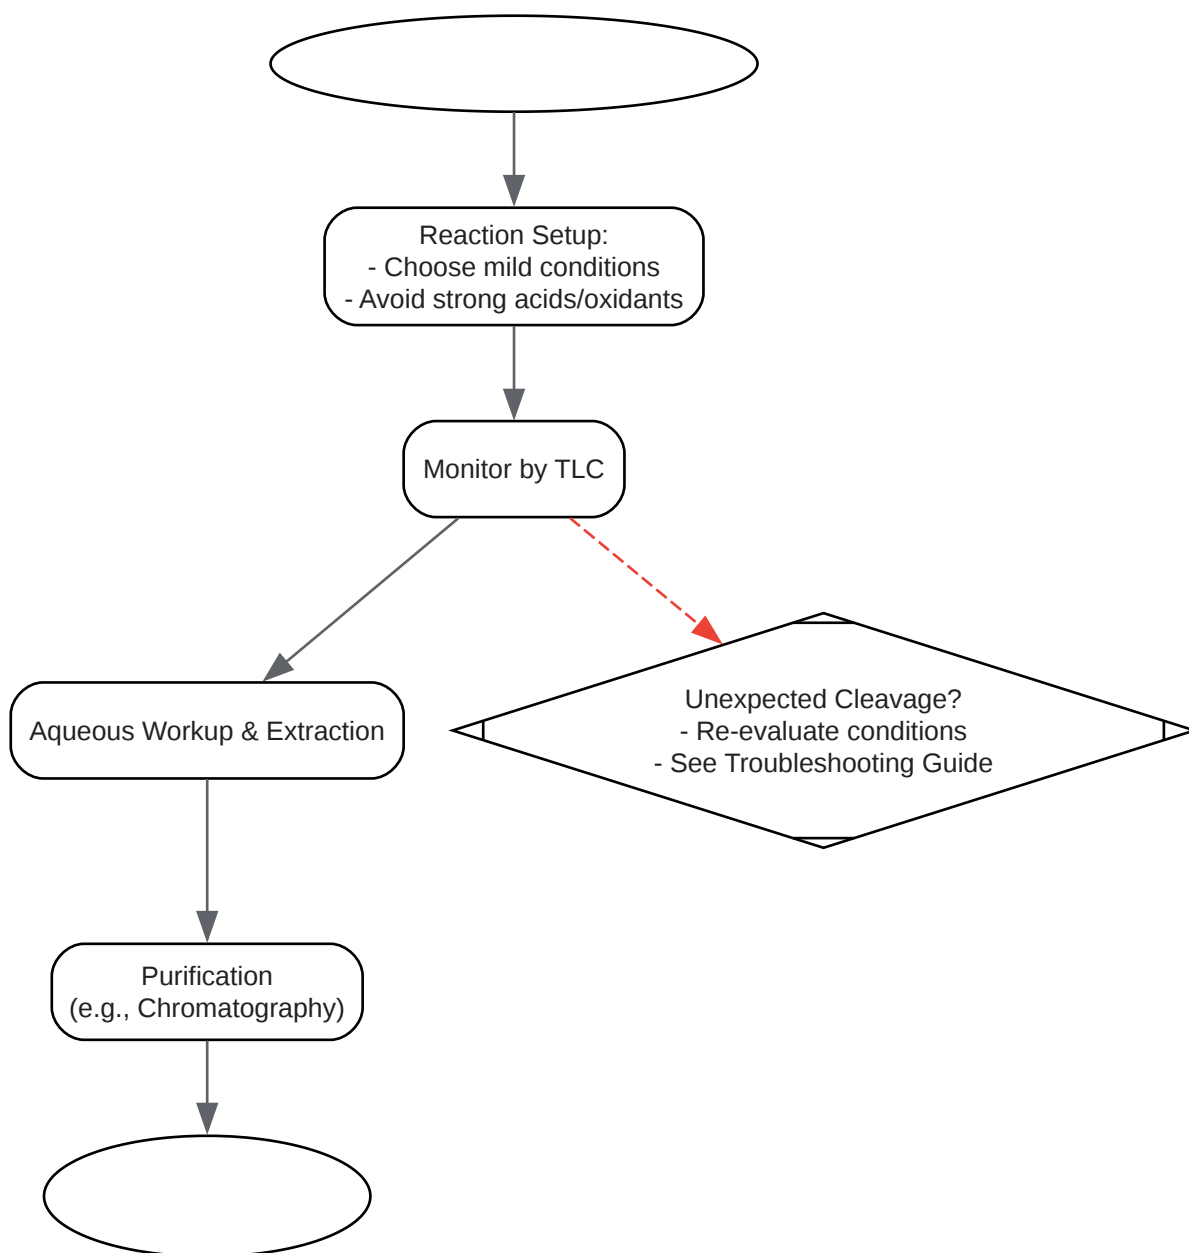 Reaction Setup:
- Choose mild conditions
- Avoid strong acids/oxidants
Monitor by TLC
Aqueous Workup & Extraction
Unexpected Cleavage?
- Re-evaluate conditions
- See Troubleshooting Guide
Purification
(e.g., Chromatography)